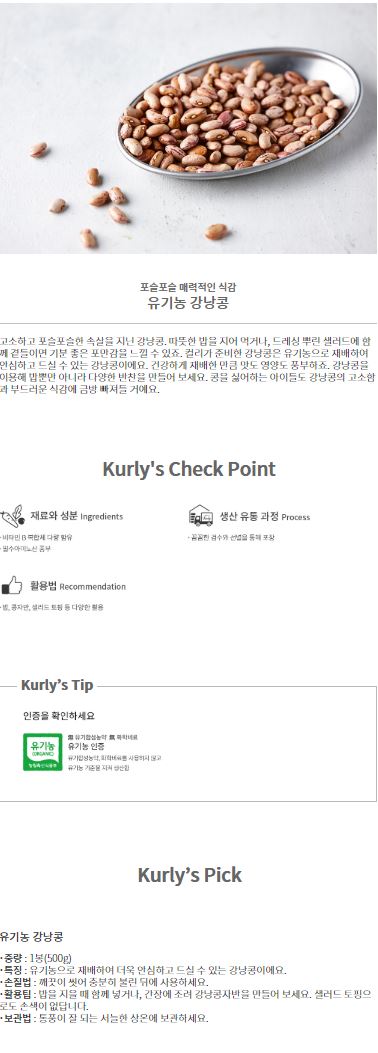 포슬포슬 매력적인 식감
유기농 강낭콩
고소하고 포슬포슬한 속살을 지닌 강낭콩. 따뜻한 밥을 지어 먹거나, 드레싱 뿌린 샐러드에 함
께 곁들이면 기분 좋은 포만감을 느낄 수 있죠. 컬리가 준비한 강낭콩은 유기농으로 재배하여
안심하고 드실 수 있는 강낭콩이에요. 건강하게 재배한 만큼 맛도 영양도 풍부하죠. 강낭콩을
이용해 밥뿐만 아니라 다양한 반찬을 만들어 보세요. 콩을 싫어하는 아이들도 강낭콩의 고소함
과 부드러운 식감에 금방 빠져들 거에요.
Kurly's Check Point
재료와 성분 Ingredients
· 비타민 B 복합체 다량 함유
· 필수아미노산 풍부
생산 유통 과정 Process
· 꼼꼼한 검수와 선별을 통해 포장
활용법 Recommendation
· 밥, 콩자반, 샐러드 토핑 등 다양한 활용
Kurly’s Tip
인증을 확인하세요
유기농
(ORGANIC)
농림축산식품부
無 유기합성농약 無 화학비료
유기농 인증
유기합성농약, 화학비료를 사용하지 않고
유기농 기준을 지켜 생산함
Kurly’s Pick
유기농 강낭콩
· 중량 : 1봉(500g)
· 특징 : 유기농으로 재배하여 더욱 안심하고 드실 수 있는 강낭콩이에요.
· 손질법 : 깨끗이 씻어 충분히 불린 뒤에 사용하세요.
· 활용팁 : 밥을 지을 때 함께 넣거나, 간장에 조려 강낭콩자반을 만들어 보세요. 샐러드 토핑으
로도 손색이 없답니다.
· 보관법 : 통풍이 잘 되는 서늘한 상온에 보관하세요.